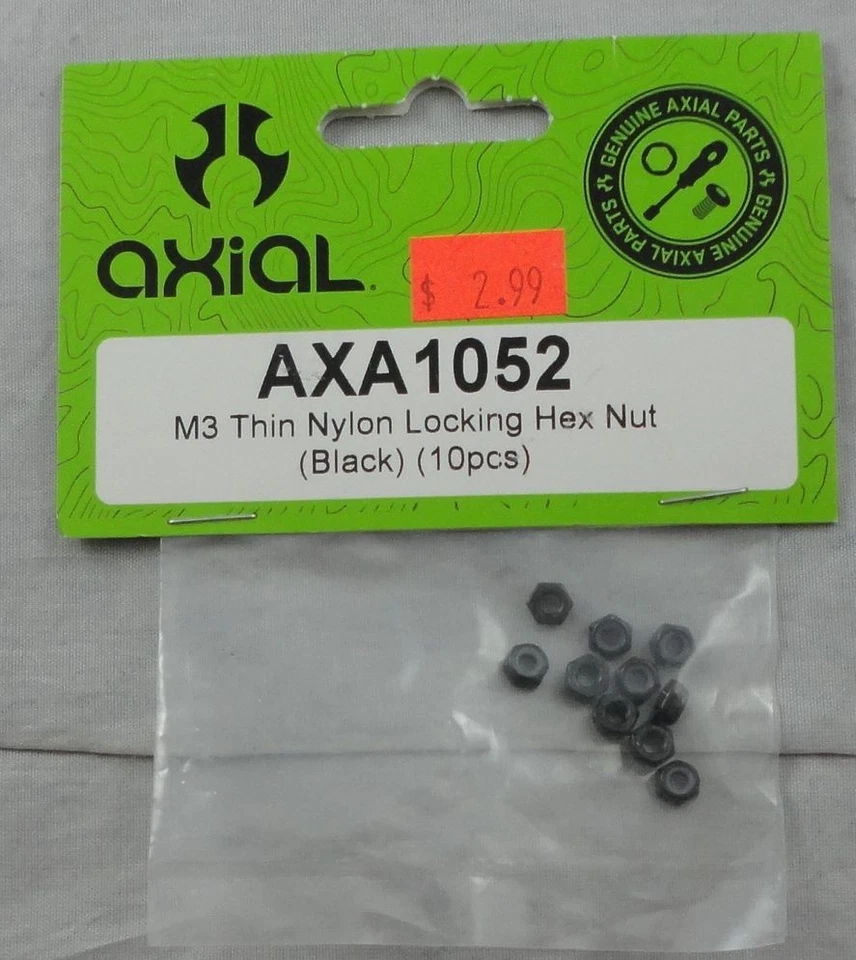 axial.
GENUINE AXIAL PARTS
GENUINE AXIAL PARTS
$ 2.99
AXA1052
M3 Thin Nylon Locking Hex Nut
(Black) (10pcs)